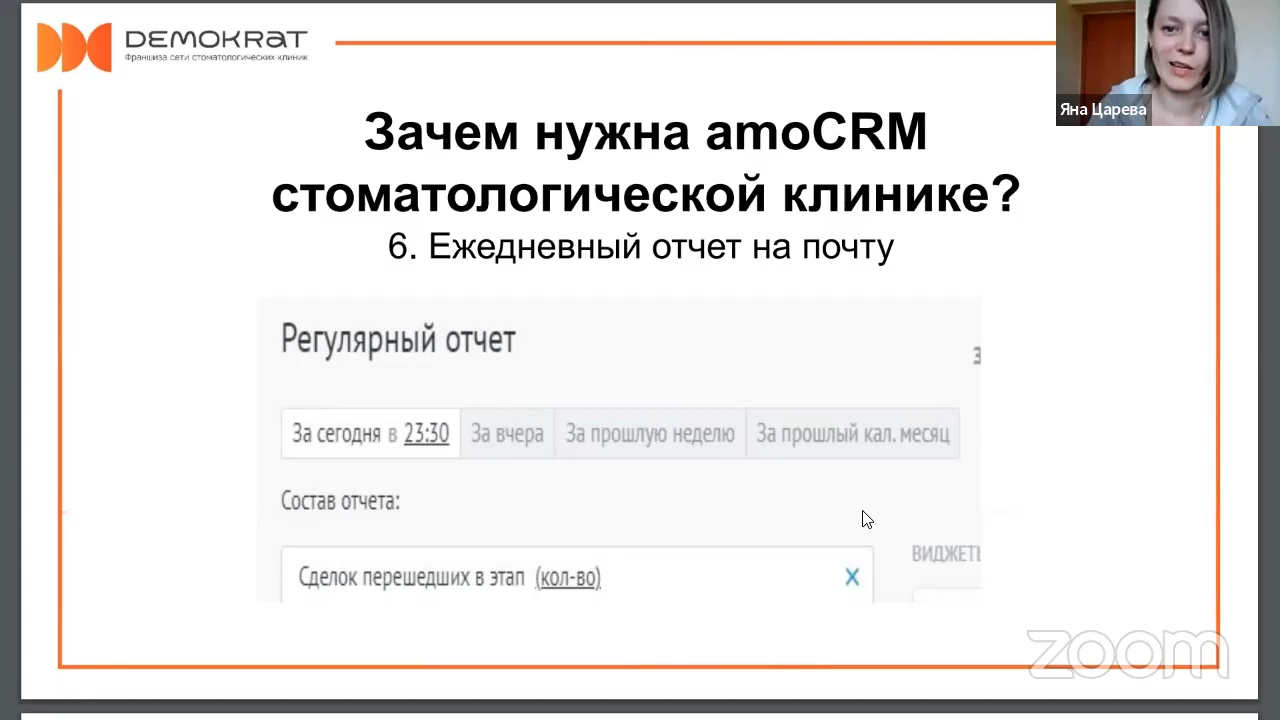 DEMOKRAT
Франшиза сети стоматологических клиник
Яна Царева
Зачем нужна amoCRM
стоматологической клинике?
6. Ежедневный отчет на почту
Регулярный отчет
За сегодня в 23:30 За вчера За прошлую неделю За прошлый кал. месяц
Состав отчета:
ВИДЖЕТЬ
Сделок перешедших в этап (кол-во)
zoom